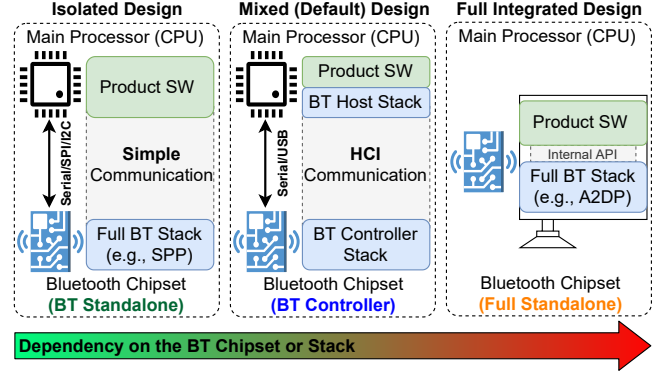 Isolated Design
Main Processor (CPU)
Product SW
Serial/SPI/I2C
Simple
Communication
Full BT Stack
(e.g., SPP)
Bluetooth Chipset
(BT Standalone)
Mixed (Default) Design
Main Processor (CPU)
Product SW
BT Host Stack
Serial/USB
HCI
Communication
BT Controller
Stack
Bluetooth Chipset
(BT Controller)
Full Integrated Design
Main Processor (CPU)
Product SW
Internal API
Full BT Stack
(e.g., A2DP)
Bluetooth Chipset
(Full Standalone)
Dependency on the BT Chipset or Stack